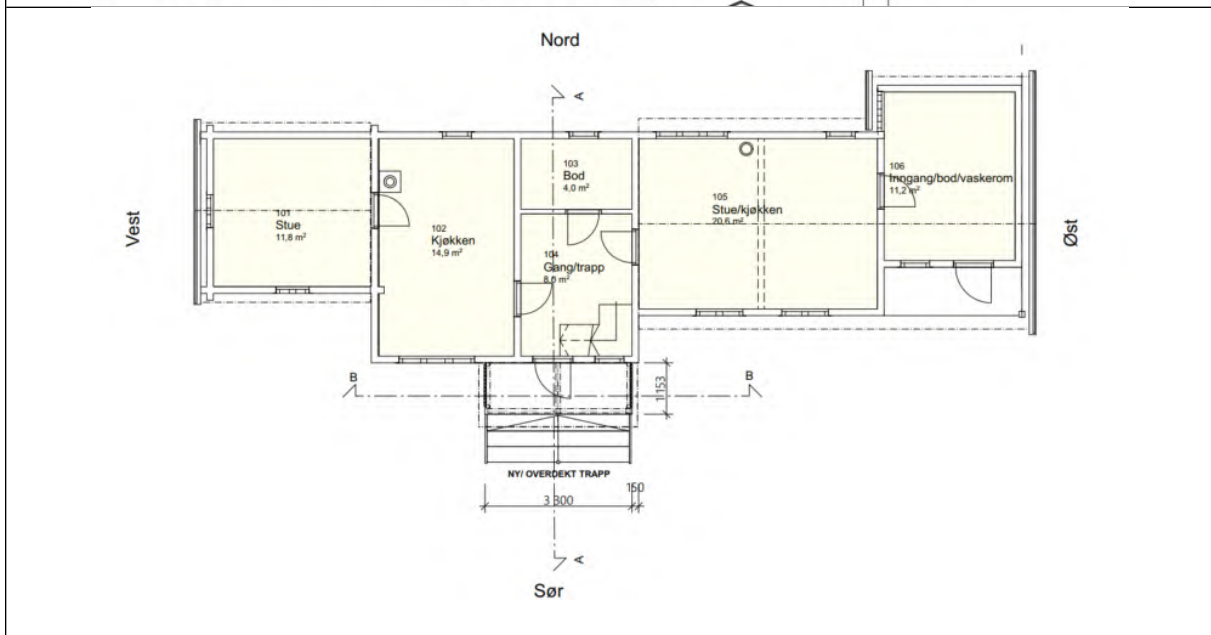 Nord
A
Vest
Øst
101
Stue
11,8 m²
102
Kjøkken
14,9 m²
103
Bod
4,0 m²
104
Gang/trapp
8,0 m²
105
Stue/kjøkken
20,6 m²
106
Inngang/bod/vaskerom
11,2 m²
B
B
1 153
NY/ OVERDEKT TRAPP
150
3 300
A
Sør